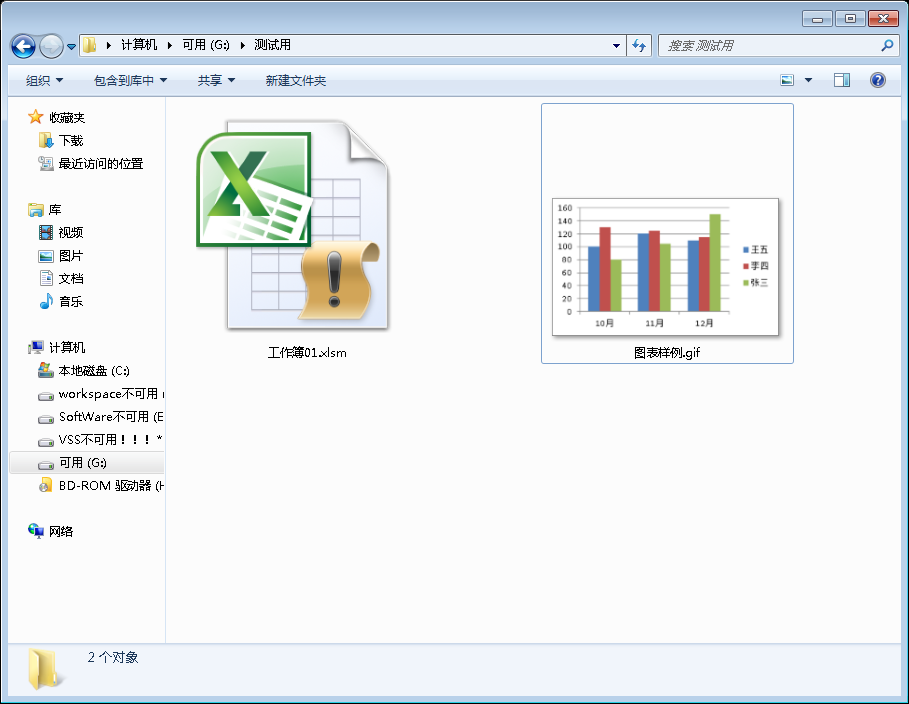 计算机 可用 (G:) 测试用
搜索 测试用
组织 包含到库中 共享 新建文件夹
收藏夹
下载
最近访问的位置
库
视频
图片
文档
音乐
计算机
本地磁盘 (C:)
workspace不可用
SoftWare不可用 (E
VSS不可用！！！ *
可用 (G:)
BD-ROM 驱动器 (H
网络
工作簿01.xlsm
160
140
120
100
80
60
40
20
0
10月 11月 12月
王五
李四
张三
图表样例.gif
2 个对象